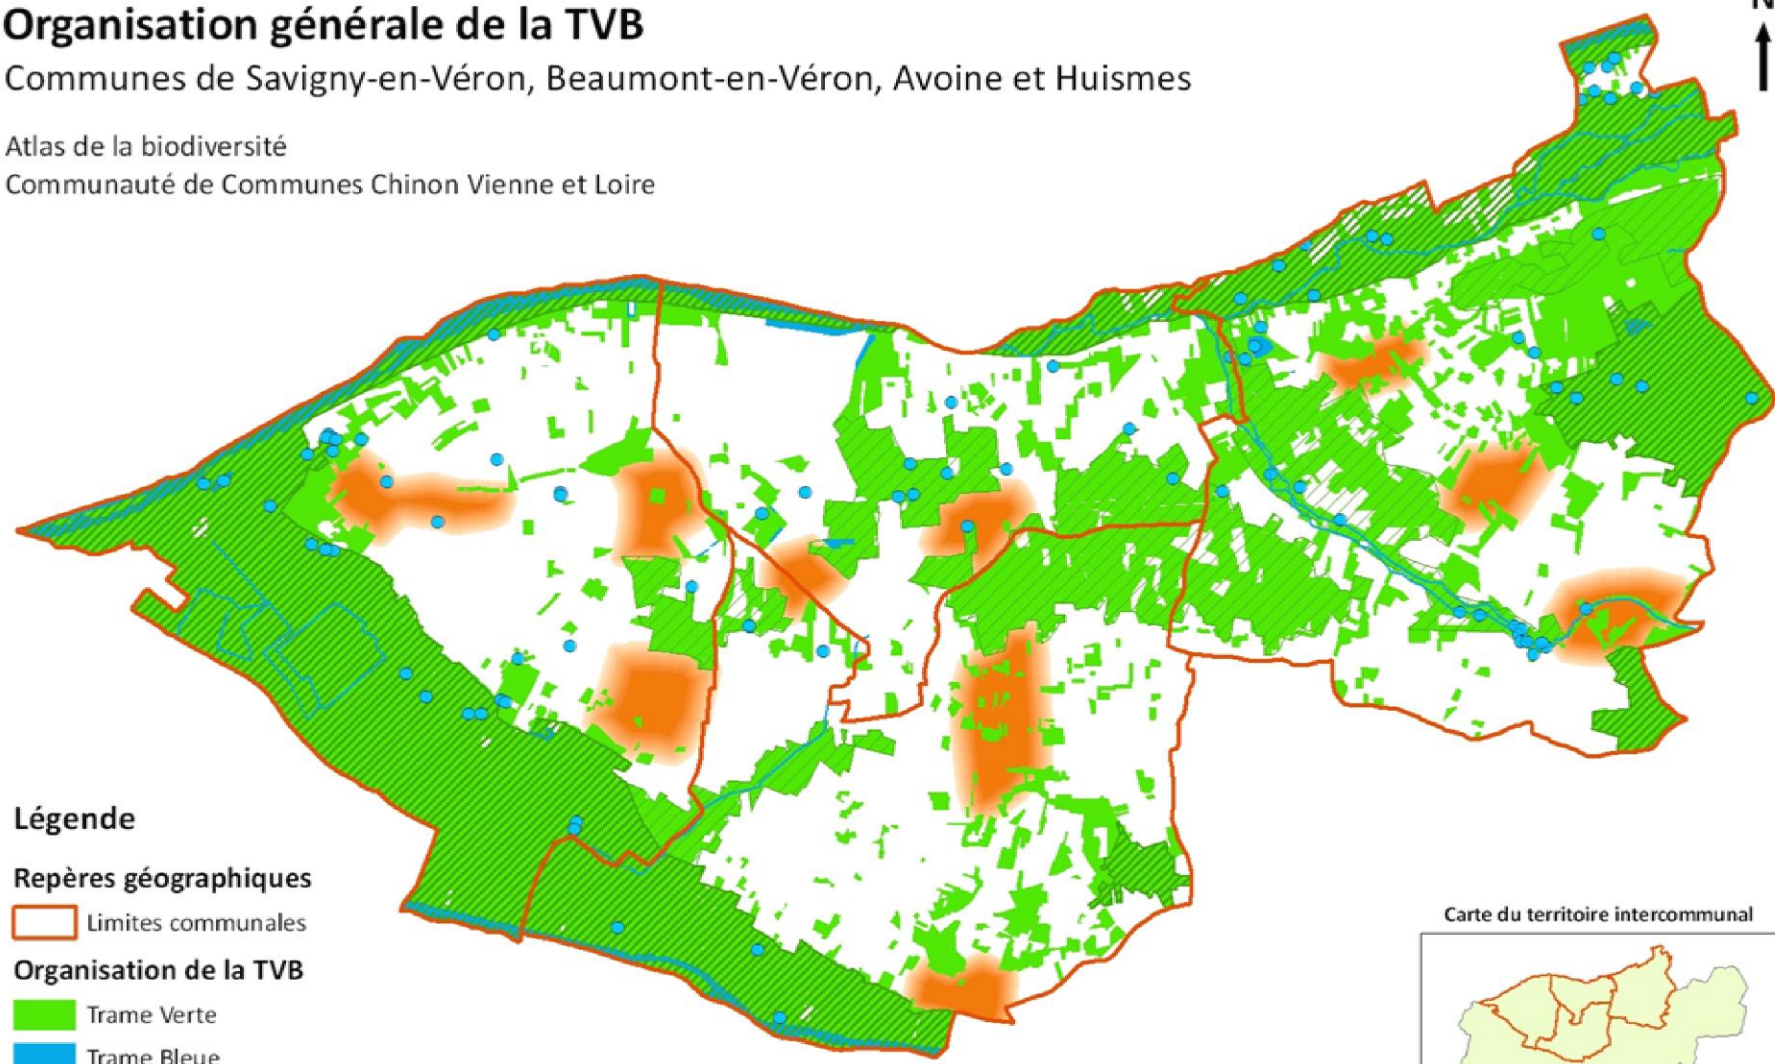 Organisation générale de la TVB
Communes de Savigny-en-Véron, Beaumont-en-Véron, Avoine et Huismes
Atlas de la biodiversité
Communauté de Communes Chinon Vienne et Loire
N
Légende
Repères géographiques
Limites communales
Organisation de la TVB
Trame Verte
Trame Bleue
Carte du territoire intercommunal